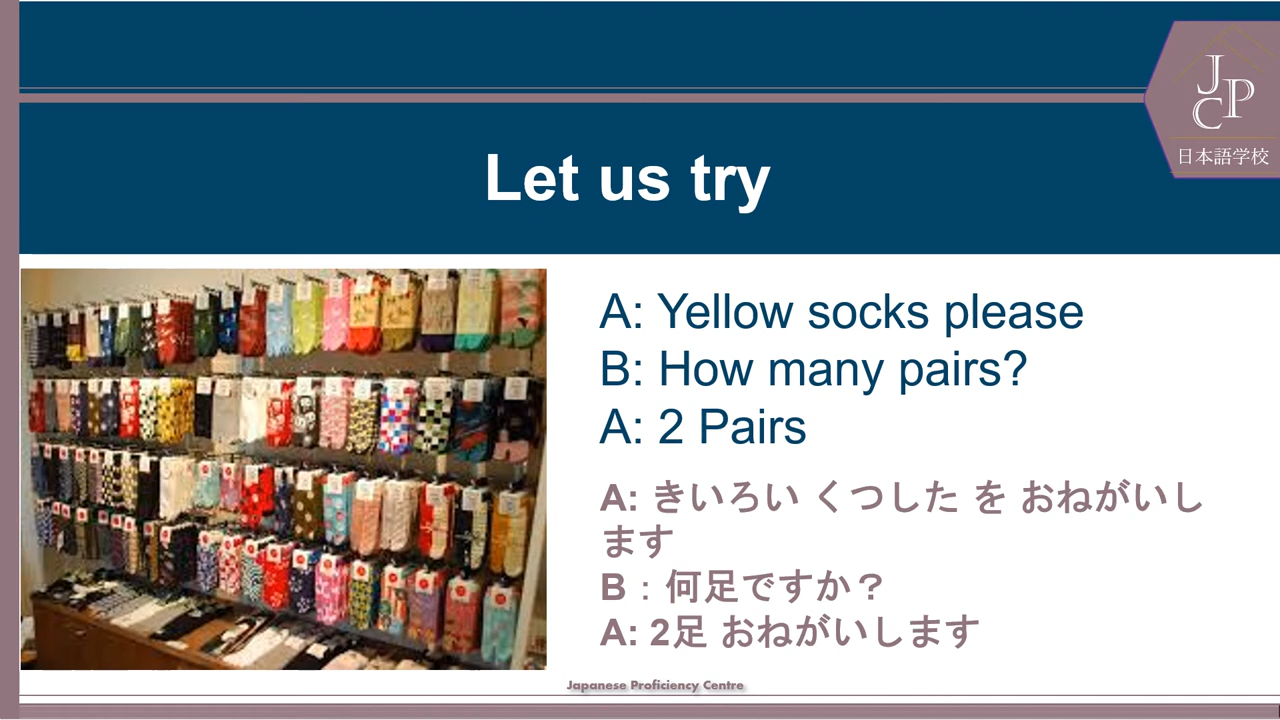 J
P
C
日本語学校
Let us try
A: Yellow socks please
B: How many pairs?
A: 2 Pairs
A: きいろい くつした を おねがいし
ます
B：何足ですか？
A: 2足 おねがいします
Japanese Proficiency Centre